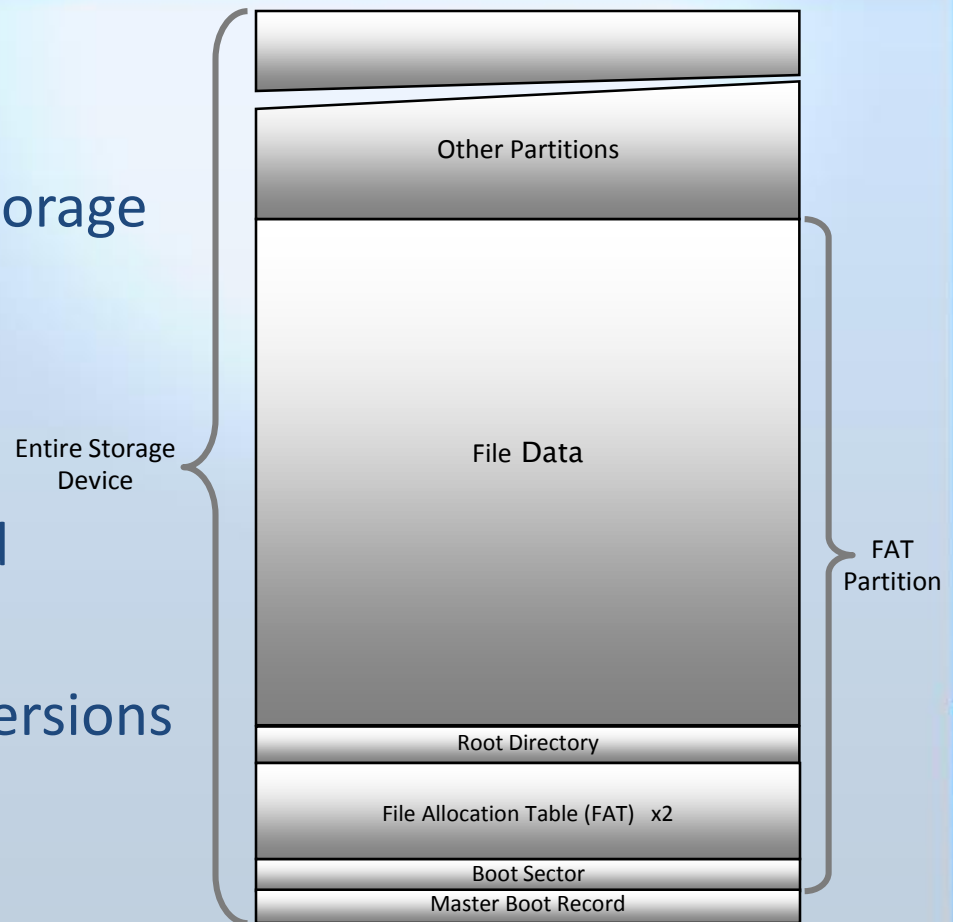 Other Partitions
orage
File Data
Entire Storage
Device
FAT
Partition
ersions
Root Directory
File Allocation Table (FAT) x2
Boot Sector
Master Boot Record